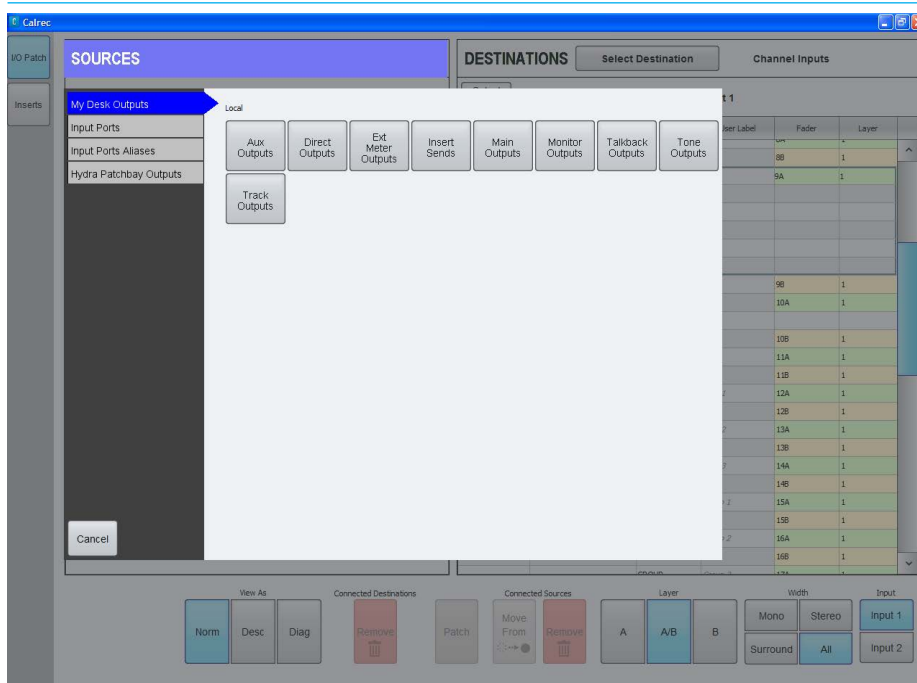 Calrec
I/O Patch
Inserts
SOURCES
DESTINATIONS
Select Destination
Channel Inputs
My Desk Outputs
Input Ports
Input Ports Aliases
Hydra Patchbay Outputs
Cancel
Local
Aux Outputs
Direct Outputs
Ext Meter Outputs
Insert Sends
Main Outputs
Monitor Outputs
Talkback Outputs
Tone Outputs
Track Outputs
t 1
Jser Label Fader Layer
8B 1
9A 1
9B 1
10A 1
10B 1
11A 1
11B 1
12A 1
12B 1
2 13A 1
13B 1
14A 1
14B 1
1 15A 1
15B 1
2 16A 1
16B 1
View As
Norm
Desc
Diag
Connected Destinations
Remove
Patch
Connected Sources
Move From
Remove
Layer
A
A/B
B
Width
Mono
Stereo
Surround
All
Input
Input 1
Input 2